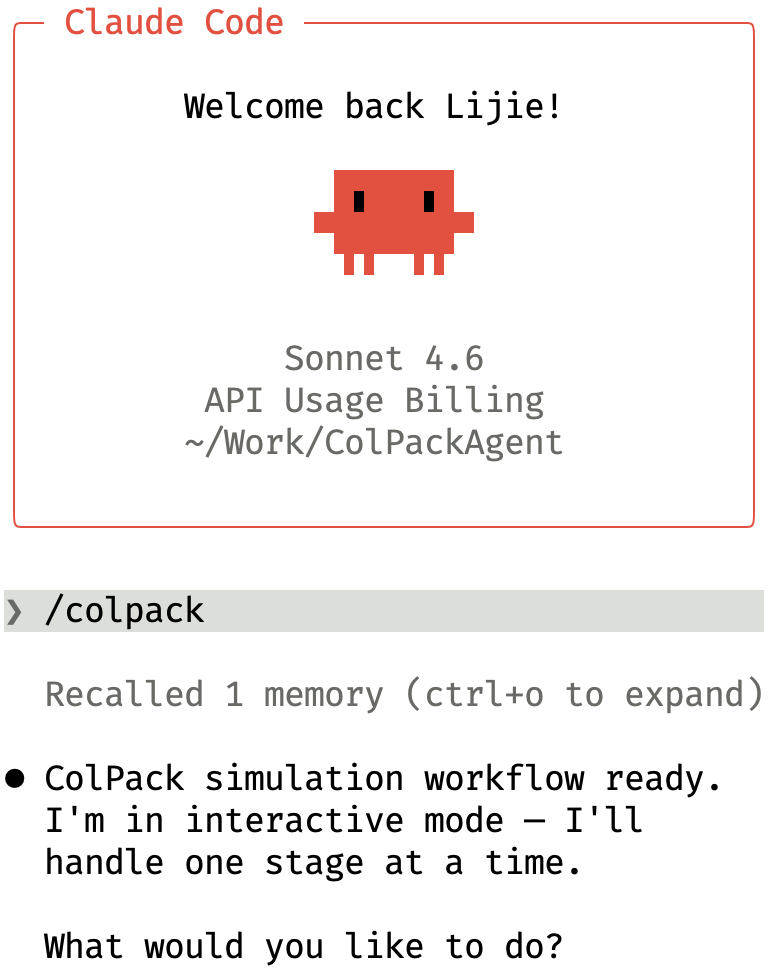 Claude Code
Welcome back Lijie!
Sonnet 4.6
API Usage Billing
~/Work/ColPackAgent
❯ /colpack
Recalled 1 memory (ctrl+o to expand)
● ColPack simulation workflow ready.
I'm in interactive mode — I'll
handle one stage at a time.
What would you like to do?